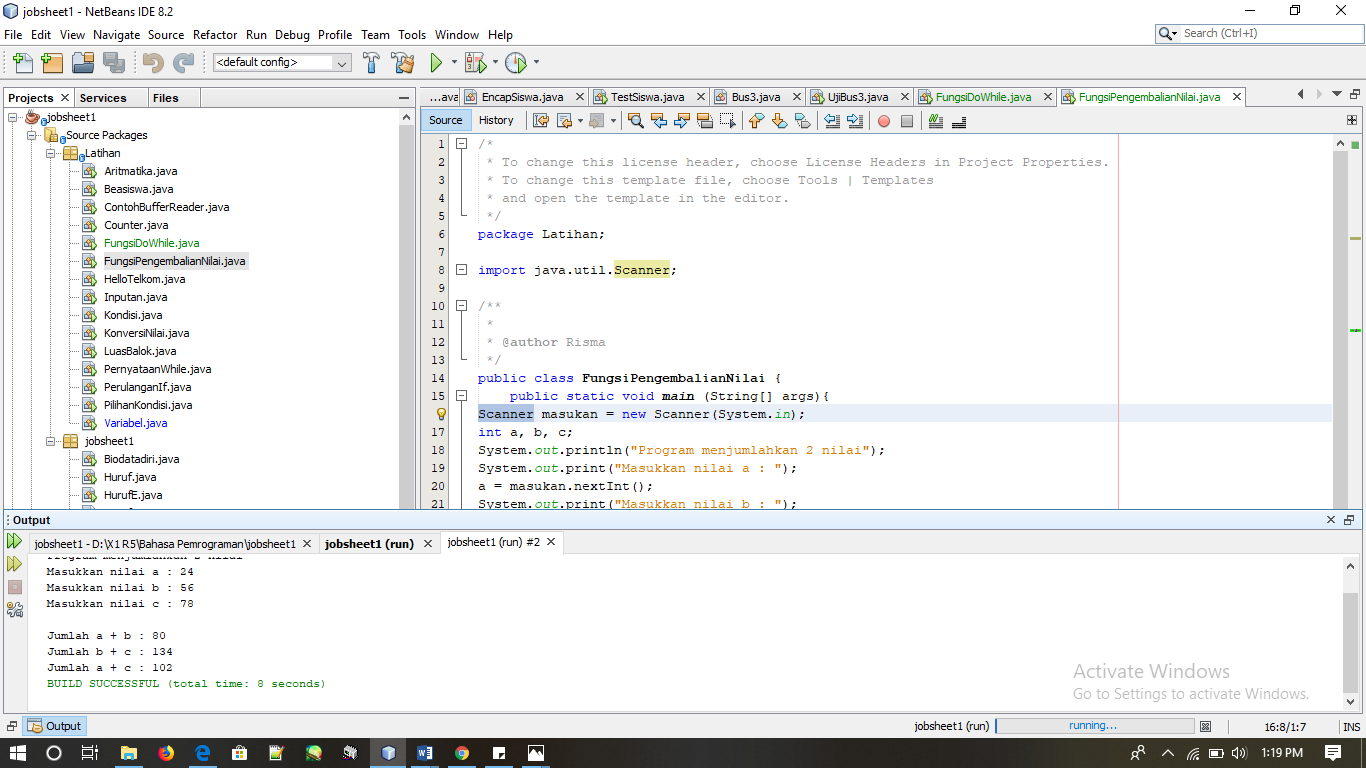 jobsheet1 - NetBeans IDE 8.2
File Edit View Navigate Source Refactor Run Debug Profile Team Tools Window Help
Search (Ctrl+I)
<default config>
Projects Services Files
...ava EncapSiswa.java TestSiswa.java Bus3.java UjiBus3.java FungsiDoWhile.java FungsiPengembalianNilai.java
Source History
jobsheet1
Source Packages
Latihan
Aritmatika.java
Beasiswa.java
ContohBufferReader.java
Counter.java
FungsiDoWhile.java
FungsiPengembalianNilai.java
HelloTelkom.java
Inputan.java
Kondisi.java
KonversiNilai.java
LuasBalok.java
PernyataanWhile.java
PerulanganIf.java
PilihanKondisi.java
Variabel.java
jobsheet1
Biodatadiri.java
Huruf.java
HurufE.java
1 /*
2 * To change this license header, choose License Headers in Project Properties.
3 * To change this template file, choose Tools | Templates
4 * and open the template in the editor.
5 */
6 package Latihan;
7
8 import java.util.Scanner;
9
10 /**
11 *
12 * @author Risma
13 */
14 public class FungsiPengembalianNilai {
15 public static void main (String[] args){
Scanner masukan = new Scanner(System.in);
17 int a, b, c;
18 System.out.println("Program menjumlahkan 2 nilai");
19 System.out.print("Masukkan nilai a : ");
20 a = masukan.nextInt();
21 System.out.print("Masukkan nilai b : ");
Output
jobsheet1 - D:\X1 R5\Bahasa Pemrograman\jobsheet1 jobsheet1 (run) jobsheet1 (run) #2
Program menjumlahkan 2 nilai
Masukkan nilai a : 24
Masukkan nilai b : 56
Masukkan nilai c : 78
Jumlah a + b : 80
Jumlah b + c : 134
Jumlah a + c : 102
BUILD SUCCESSFUL (total time: 8 seconds)
Activate Windows
Go to Settings to activate Windows.
Output
jobsheet1 (run) running... 16:8/1:7 INS
1:19 PM